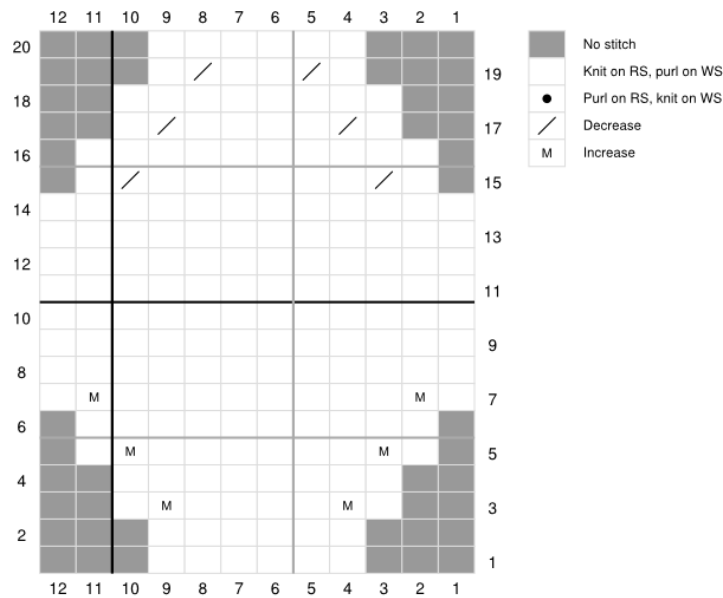 12 11 10 9 8 7 6 5 4 3 2 1
20
19
18
17
16
15
14
13
12
11
10
9
8
M M 7
6
M M 5
4
M M 3
2
1
12 11 10 9 8 7 6 5 4 3 2 1
No stitch
Knit on RS, purl on WS
Purl on RS, knit on WS
Decrease
M Increase